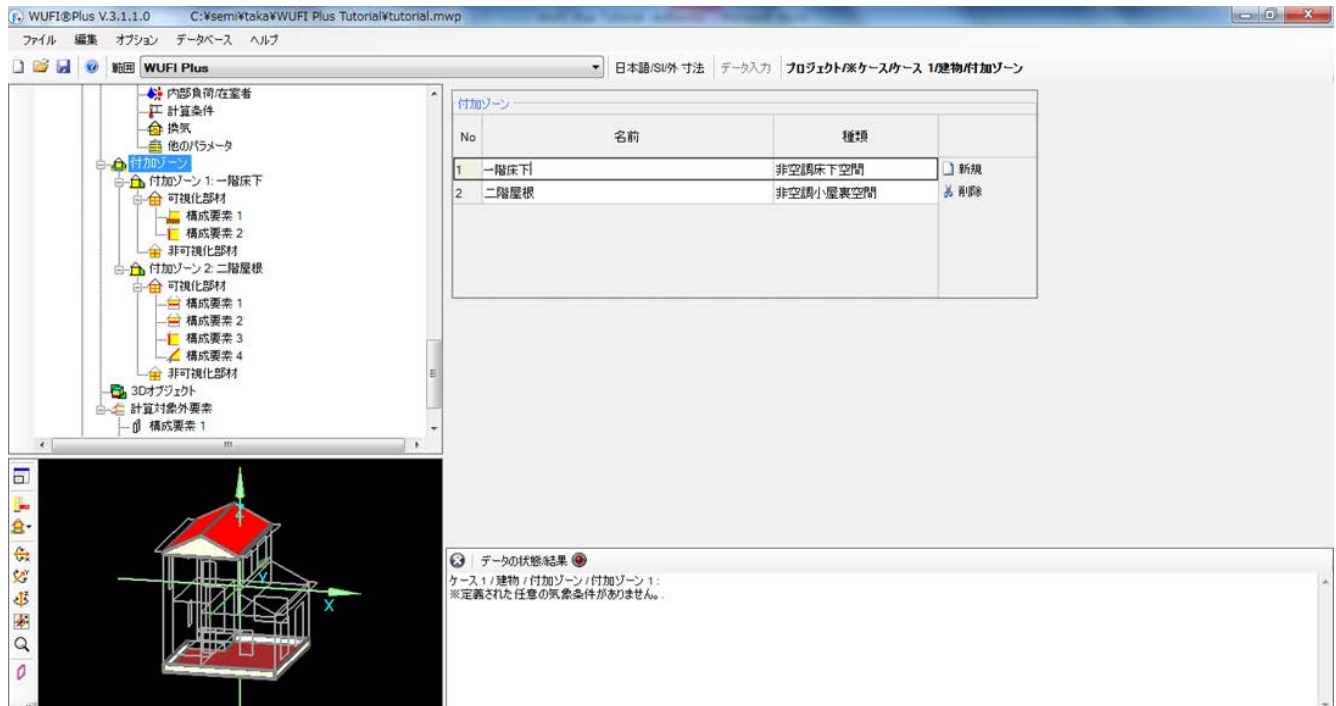 WUFI®Plus V.3.1.1.0 C:¥semi¥taka¥WUFI Plus Tutorial¥tutorial.mwp
ファイル 編集 オプション データベース ヘルプ
範囲 WUFI Plus 日本語/SI/外 寸法 データ入力 プロジェクト/※ケース/ケース 1/建物/付加ゾーン
内部負荷/在室者
計算条件
換気
他のパラメータ
付加ゾーン
付加ゾーン 1: 一階床下
可視化部材
構成要素 1
構成要素 2
非可視化部材
付加ゾーン 2: 二階屋根
可視化部材
構成要素 1
構成要素 2
構成要素 3
構成要素 4
非可視化部材
3Dオブジェクト
計算対象外要素
構成要素 1
付加ゾーン
No 名前 種類
1 一階床下 非空調床下空間 新規
2 二階屋根 非空調小屋裏空間 削除
Z
Y
X
データの状態/結果
ケース 1 / 建物 / 付加ゾーン / 付加ゾーン 1 :
※定義された任意の気象条件がありません。.